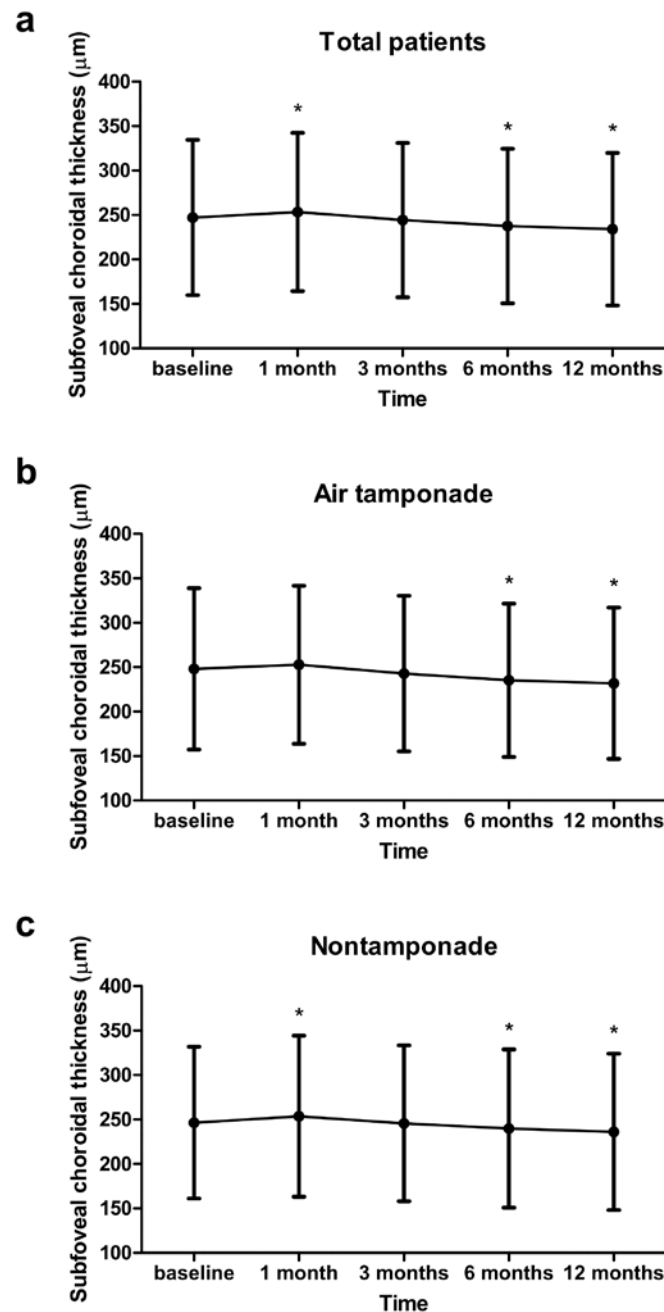 a
Total patients
Subfoveal choroidal thickness (μm)
400
350
300
250
200
150
100
* * *
baseline 1 month 3 months 6 months 12 months
Time
b
Air tamponade
Subfoveal choroidal thickness (μm)
400
350
300
250
200
150
100
* *
baseline 1 month 3 months 6 months 12 months
Time
c
Nontamponade
Subfoveal choroidal thickness (μm)
400
350
300
250
200
150
100
* * *
baseline 1 month 3 months 6 months 12 months
Time